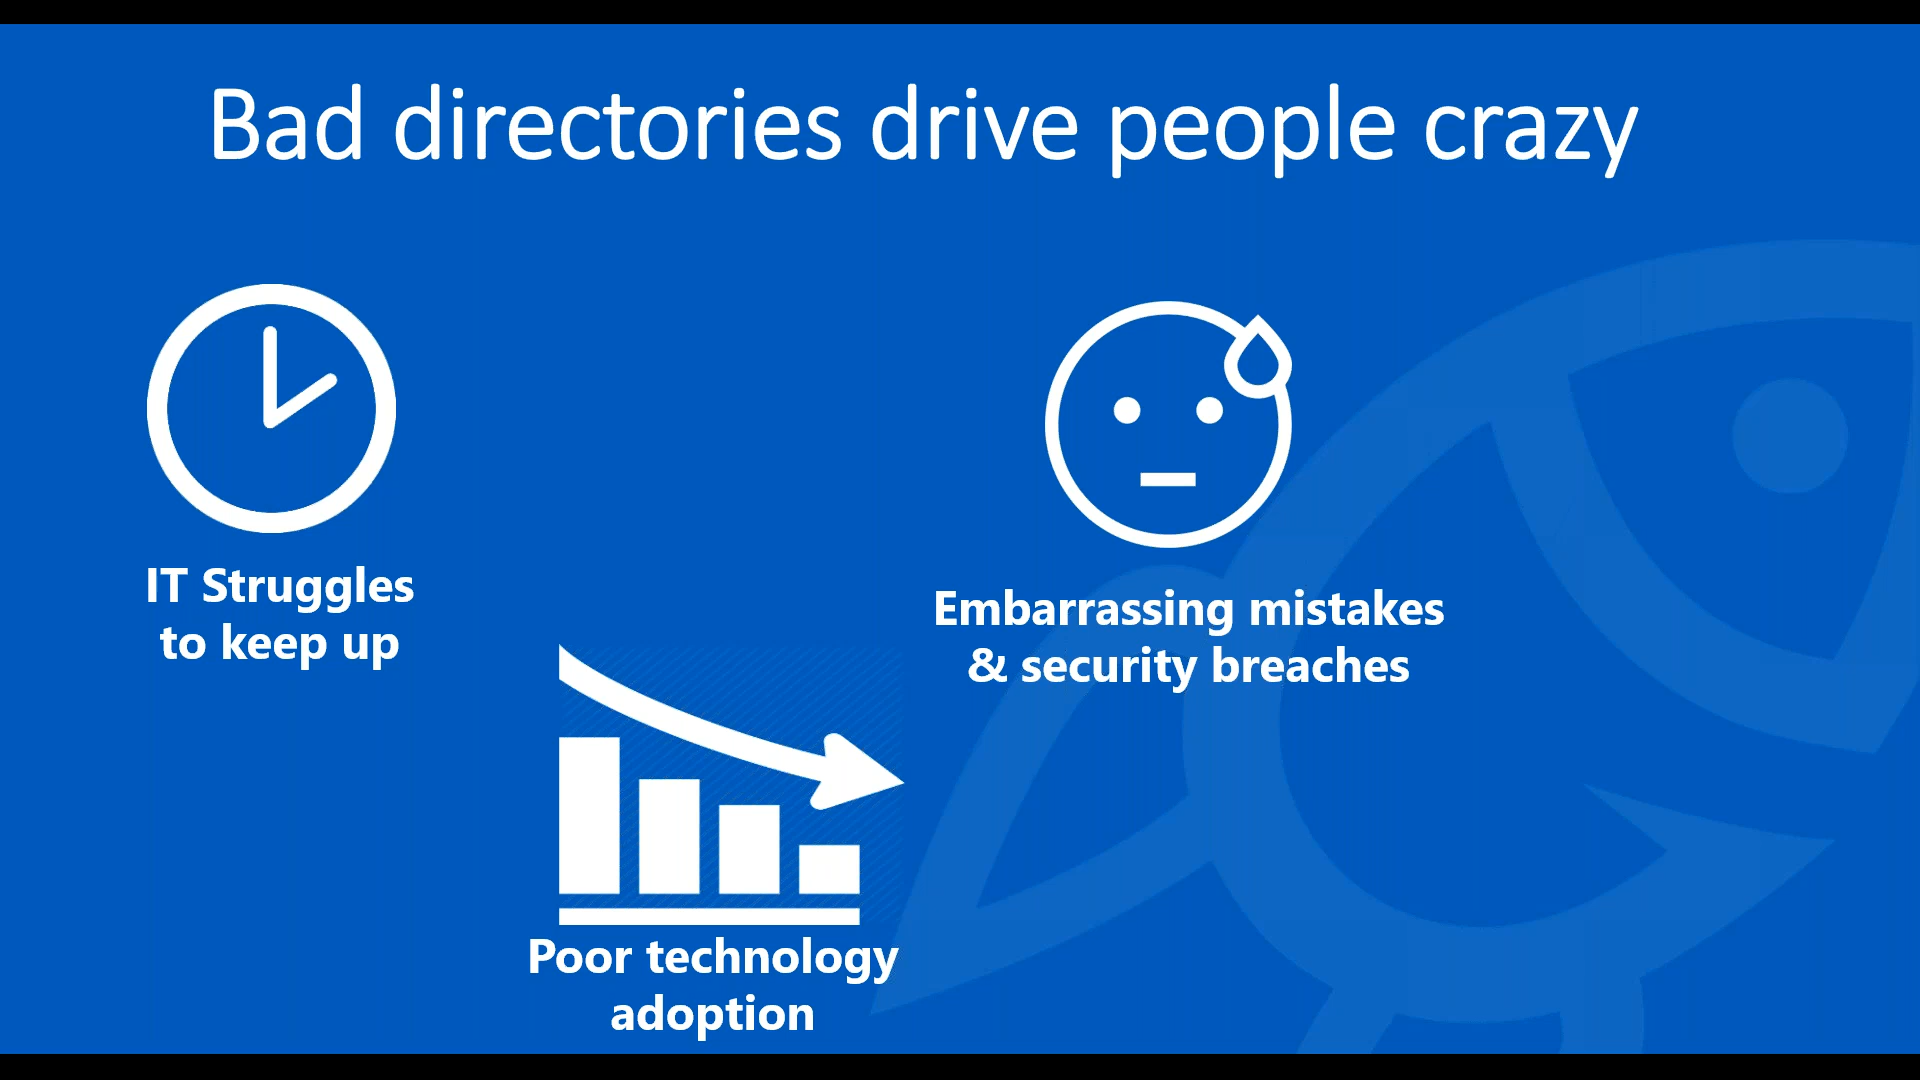 Bad directories drive people crazy
IT Struggles
to keep up
Embarrassing mistakes
& security breaches
Poor technology
adoption